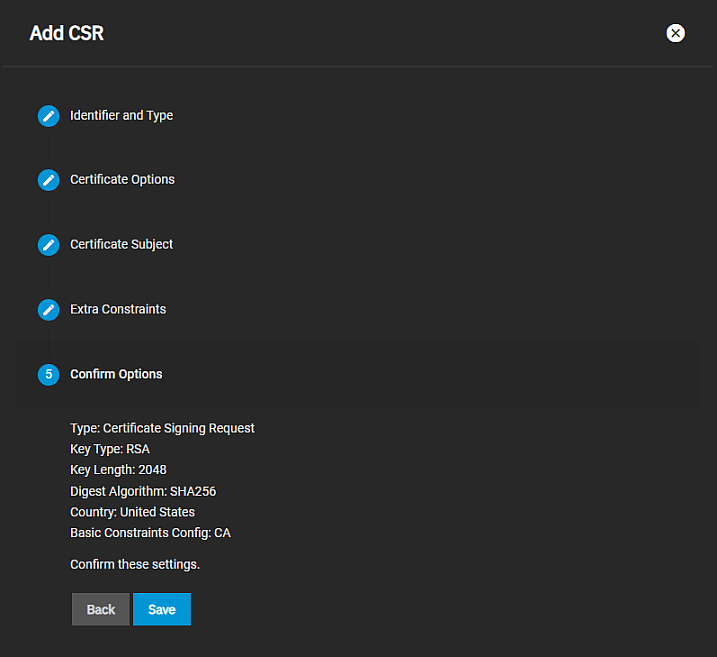 Add CSR
Identifier and Type
Certificate Options
Certificate Subject
Extra Constraints
5 Confirm Options
Type: Certificate Signing Request
Key Type: RSA
Key Length: 2048
Digest Algorithm: SHA256
Country: United States
Basic Constraints Config: CA
Confirm these settings.
Back Save